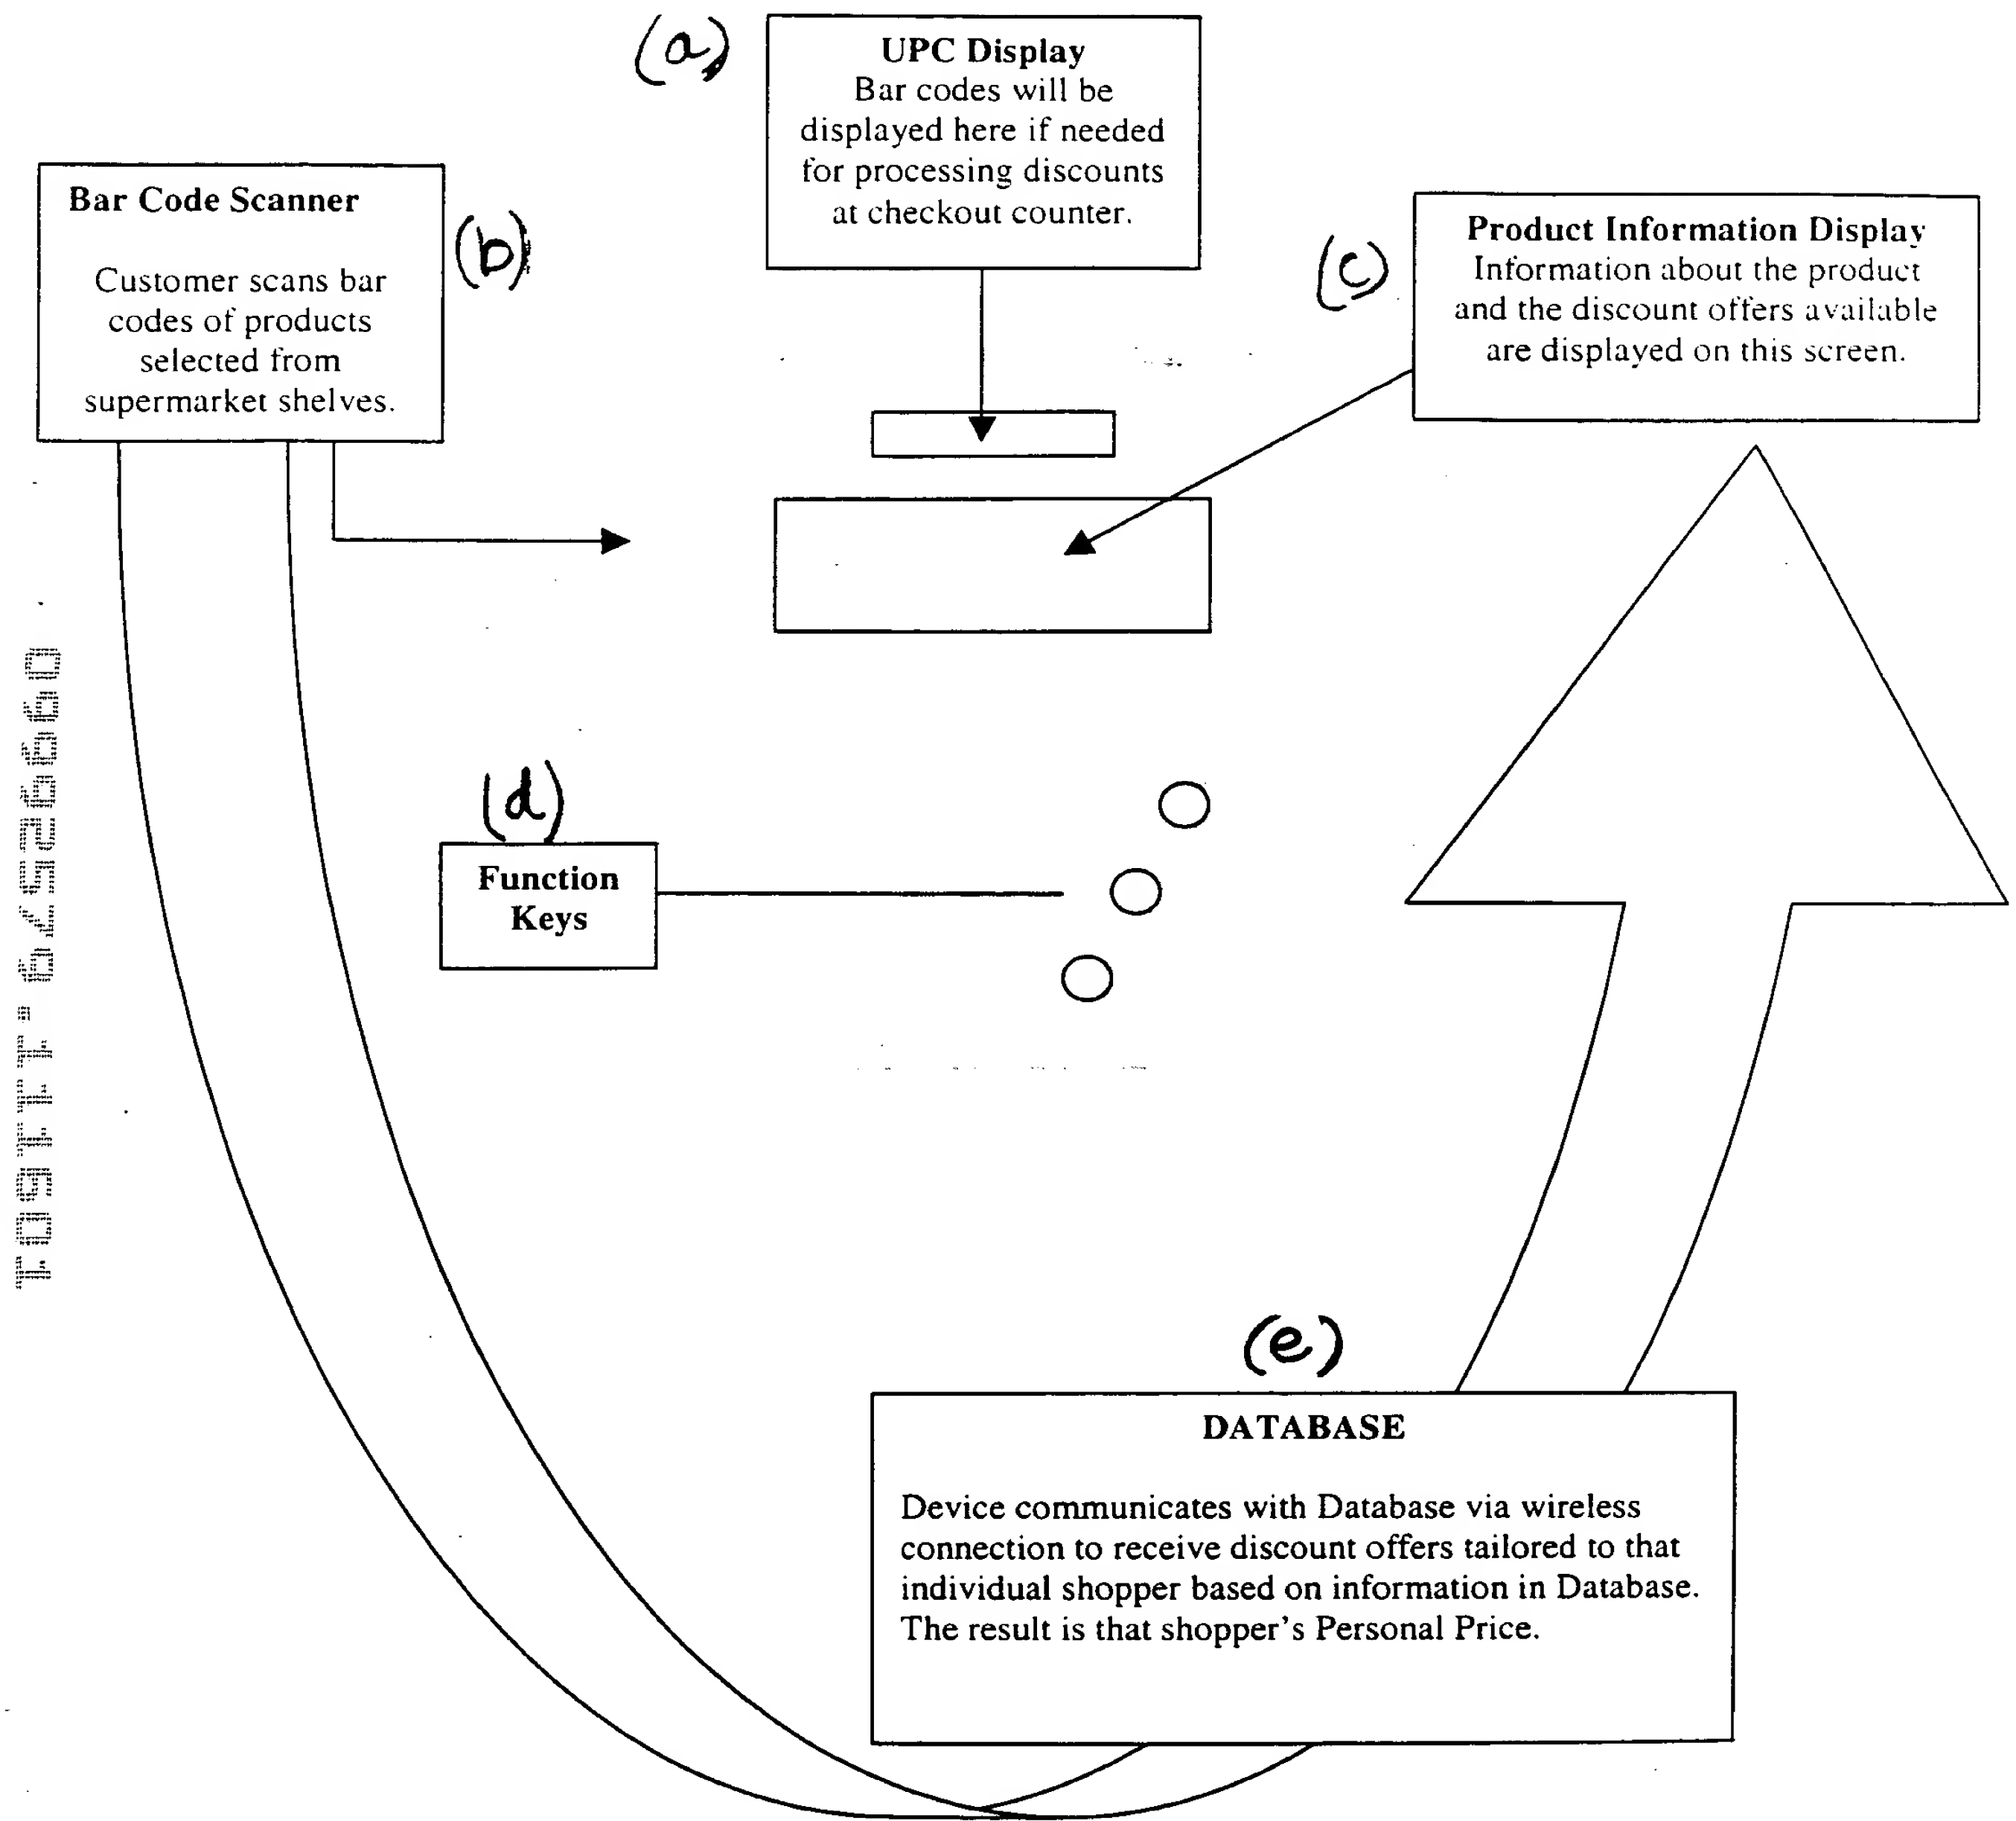 (a)
UPC Display
Bar codes will be
displayed here if needed
for processing discounts
at checkout counter.
Bar Code Scanner
Customer scans bar
codes of products
selected from
supermarket shelves.
(b)
(c)
Product Information Display
Information about the product
and the discount offers available
are displayed on this screen.
(d)
Function
Keys
(e)
DATABASE
Device communicates with Database via wireless
connection to receive discount offers tailored to that
individual shopper based on information in Database.
The result is that shopper's Personal Price.